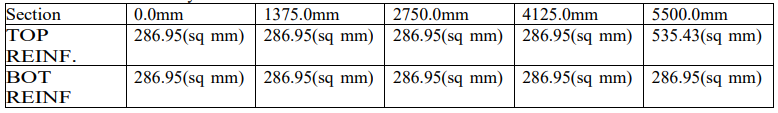 Section 0.0mm 1375.0mm 2750.0mm 4125.0mm 5500.0mm
TOP REINF. 286.95(sq mm) 286.95(sq mm) 286.95(sq mm) 286.95(sq mm) 535.43(sq mm)
BOT REINF 286.95(sq mm) 286.95(sq mm) 286.95(sq mm) 286.95(sq mm) 286.95(sq mm)